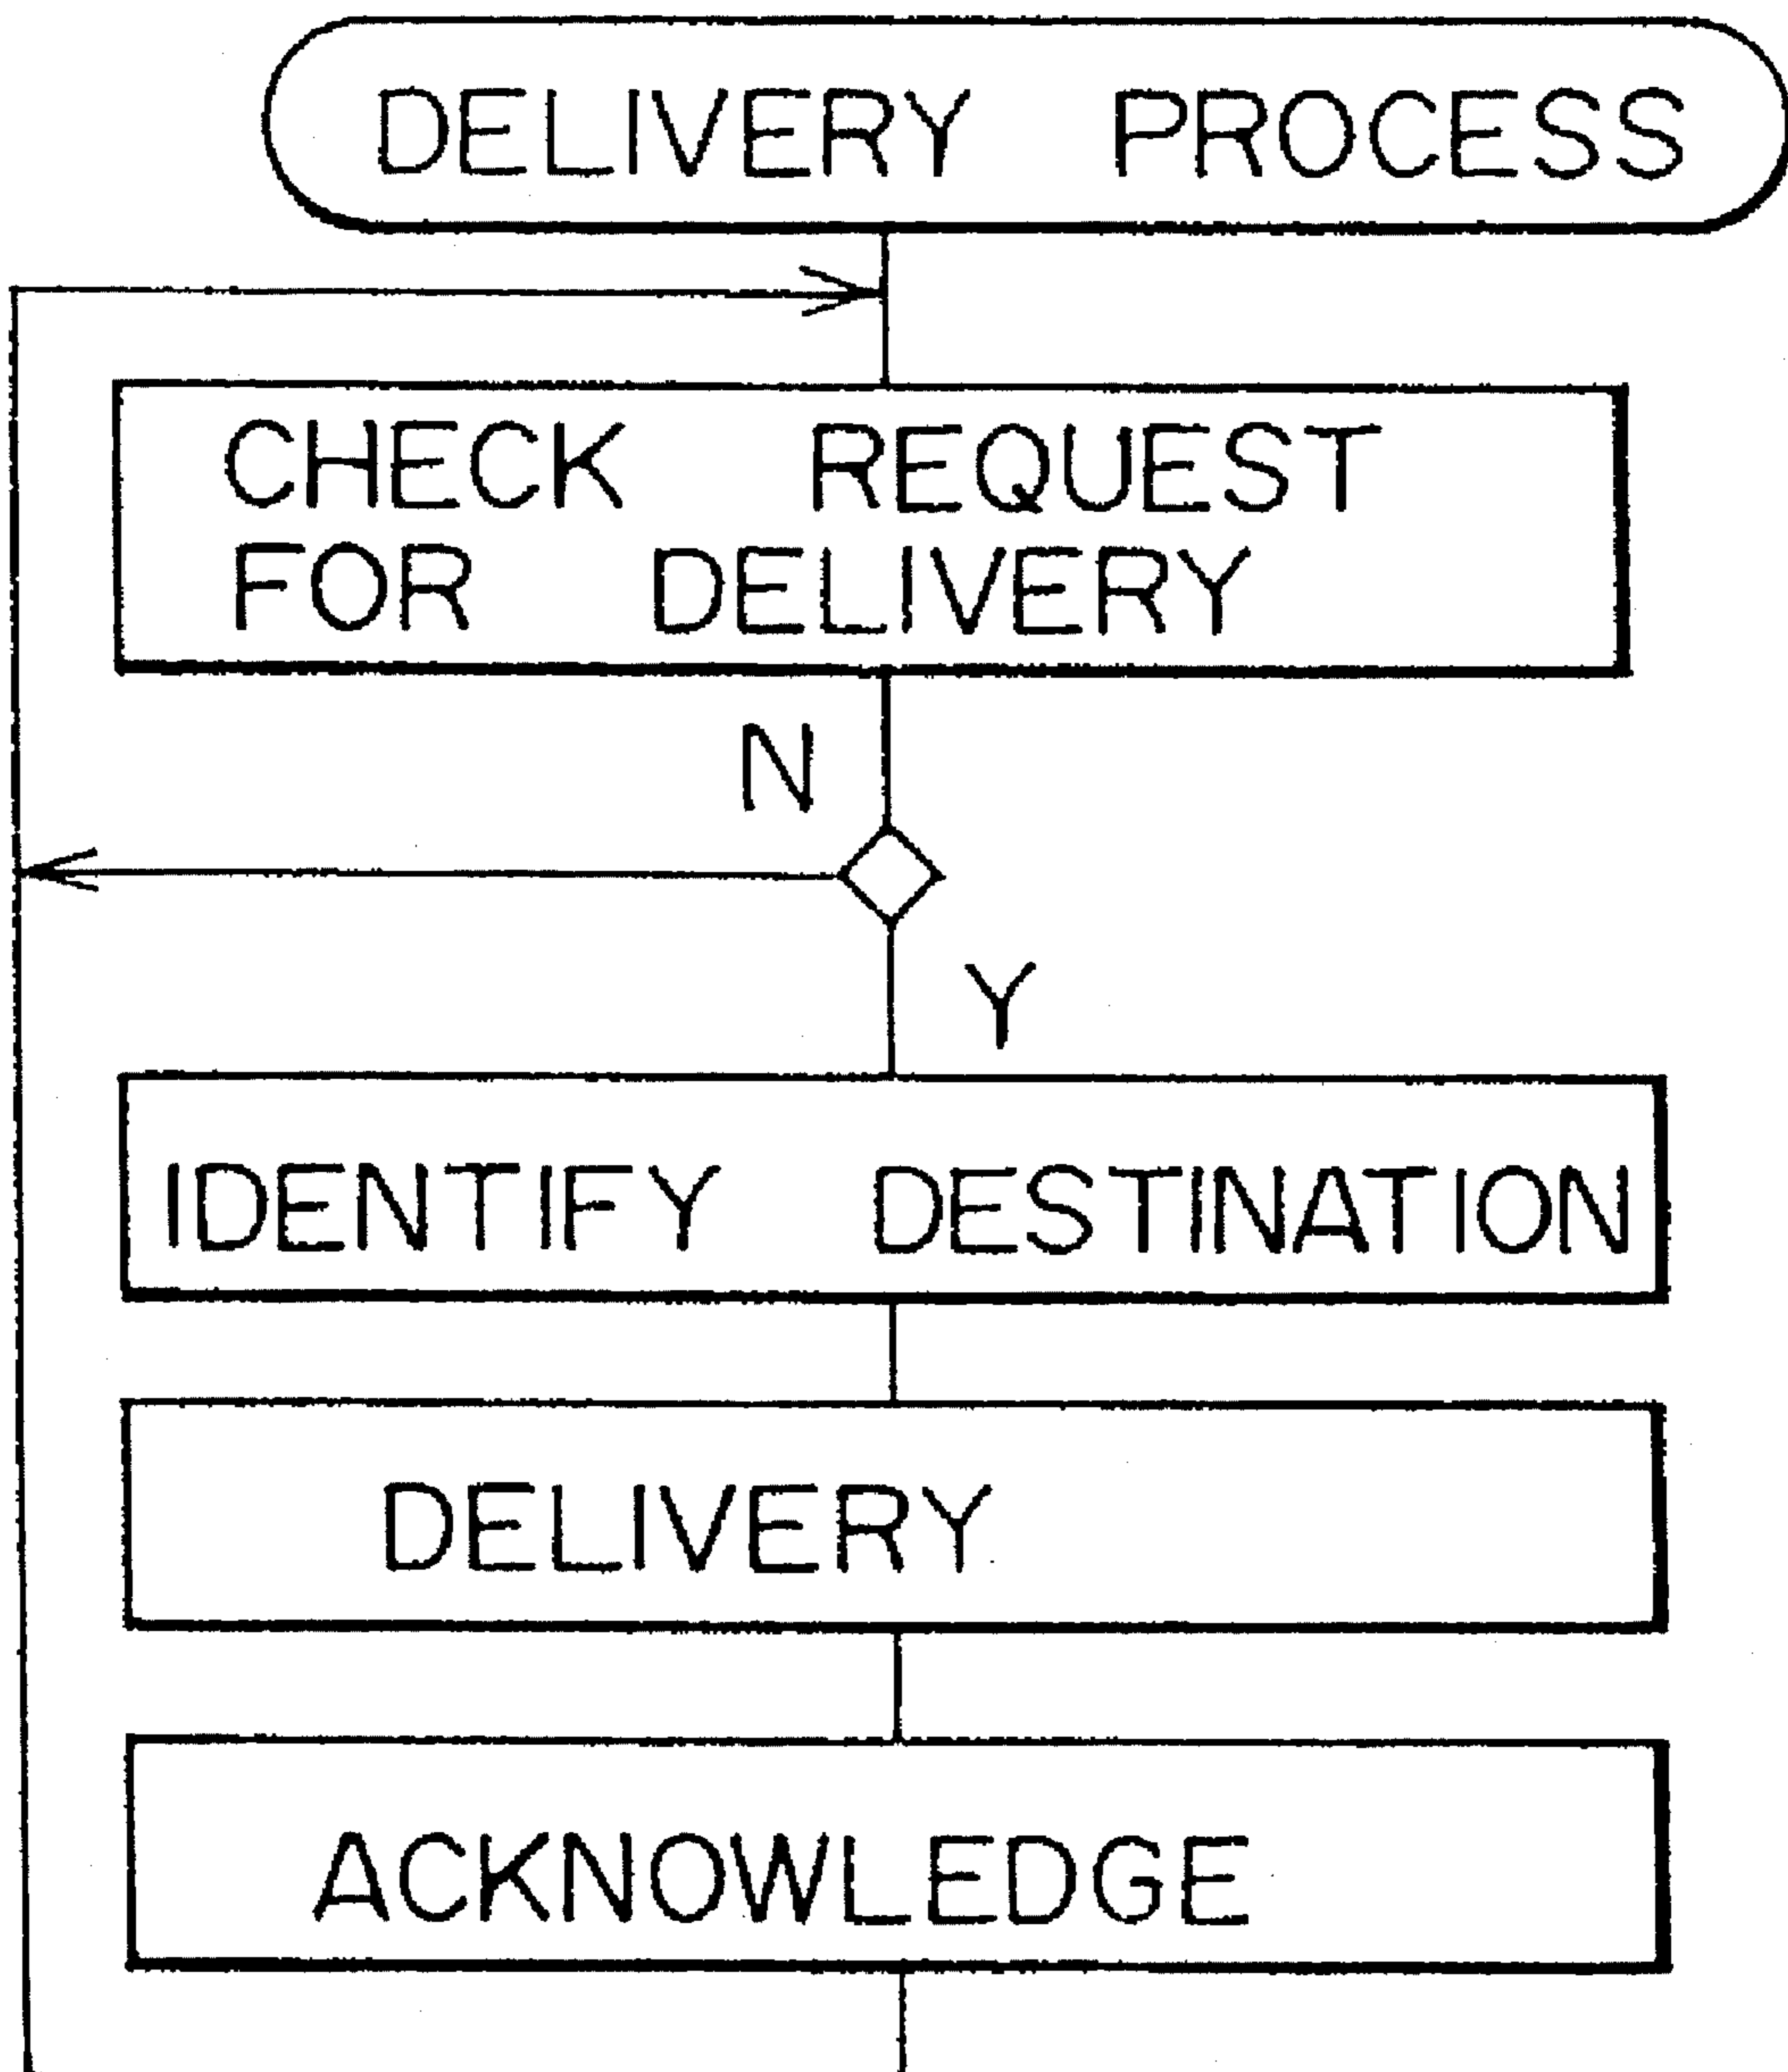 DELIVERY PROCESS
CHECK REQUEST
FOR DELIVERY
N
Y
IDENTIFY DESTINATION
DELIVERY
ACKNOWLEDGE